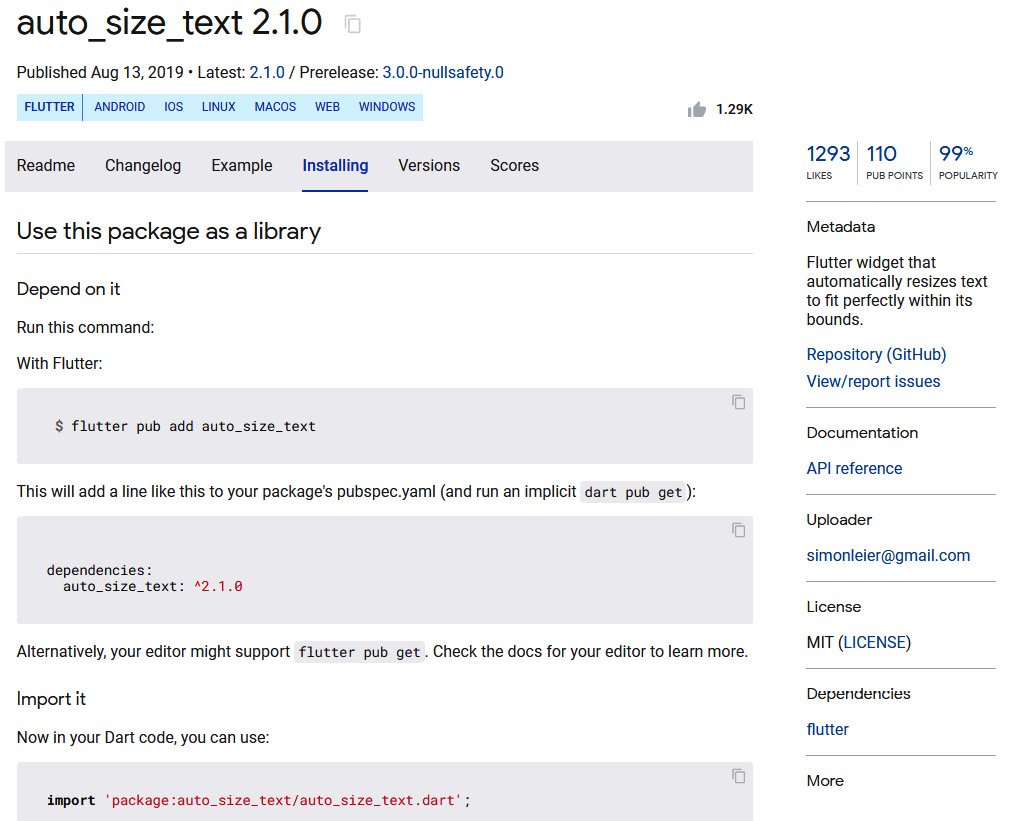 auto_size_text 2.1.0
Published Aug 13, 2019 • Latest: 2.1.0 / Prerelease: 3.0.0-nullsafety.0
FLUTTER ANDROID IOS LINUX MACOS WEB WINDOWS
1.29K
Readme Changelog Example Installing Versions Scores
Use this package as a library
Depend on it
Run this command:
With Flutter:
$ flutter pub add auto_size_text
This will add a line like this to your package's pubspec.yaml (and run an implicit dart pub get):
dependencies:
auto_size_text: ^2.1.0
Alternatively, your editor might support flutter pub get. Check the docs for your editor to learn more.
Import it
Now in your Dart code, you can use:
import 'package:auto_size_text/auto_size_text.dart';
1293 110 99%
LIKES PUB POINTS POPULARITY
Metadata
Flutter widget that
automatically resizes text
to fit perfectly within its
bounds.
Repository (GitHub)
View/report issues
Documentation
API reference
Uploader
simonleier@gmail.com
License
MIT (LICENSE)
Dependencies
flutter
More